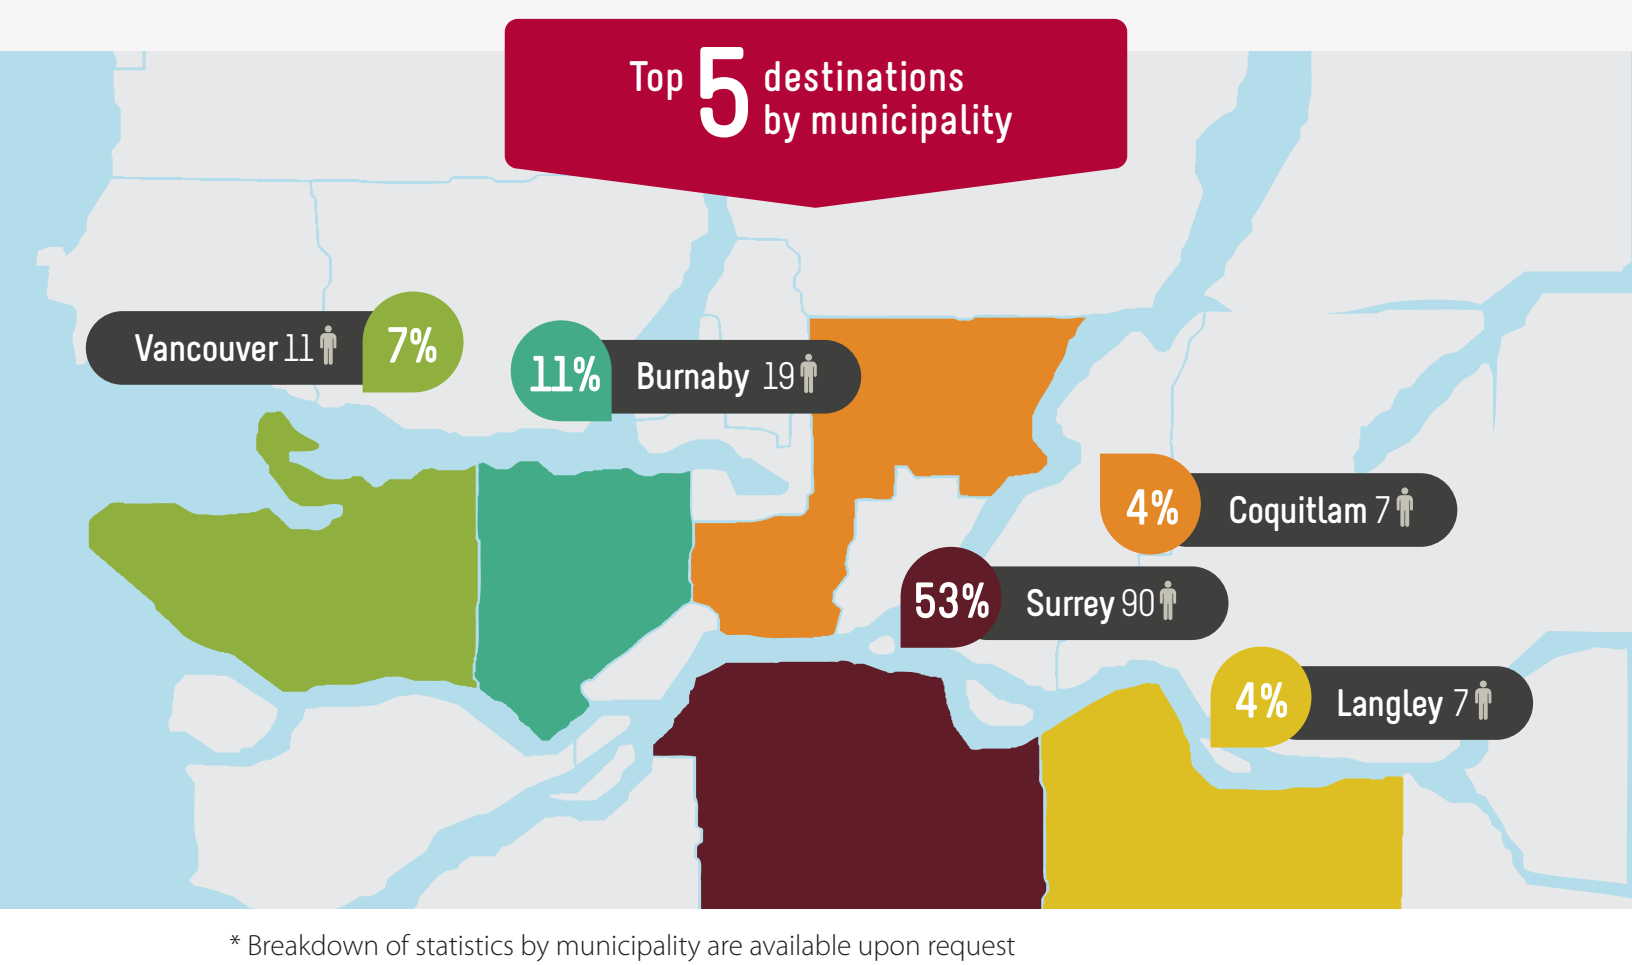 Top 5 destinations
by municipality
Vancouver 11
7%
11%
Burnaby 19
4%
Coquitlam 7
53%
Surrey 90
4%
Langley 7
* Breakdown of statistics by municipality are available upon request